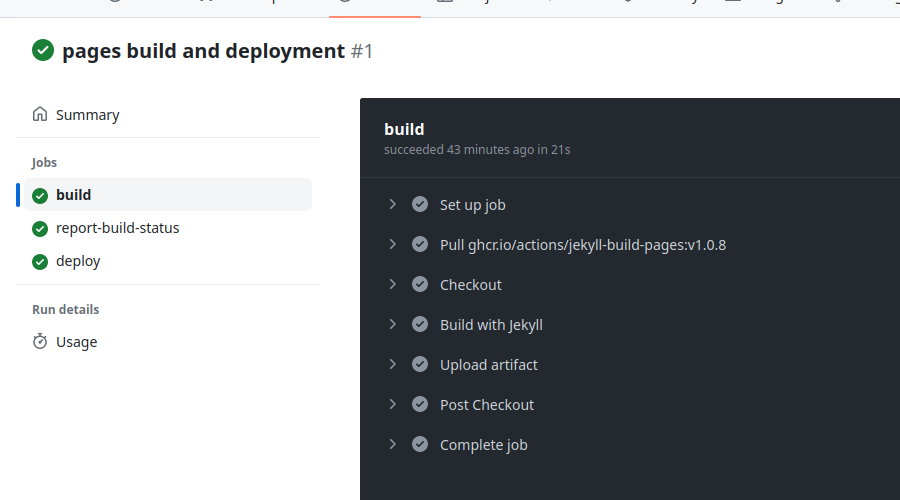 pages build and deployment #1
Summary
Jobs
build
report-build-status
deploy
Run details
Usage
build
succeeded 43 minutes ago in 21s
Set up job
Pull ghcr.io/actions/jekyll-build-pages:v1.0.8
Checkout
Build with Jekyll
Upload artifact
Post Checkout
Complete job